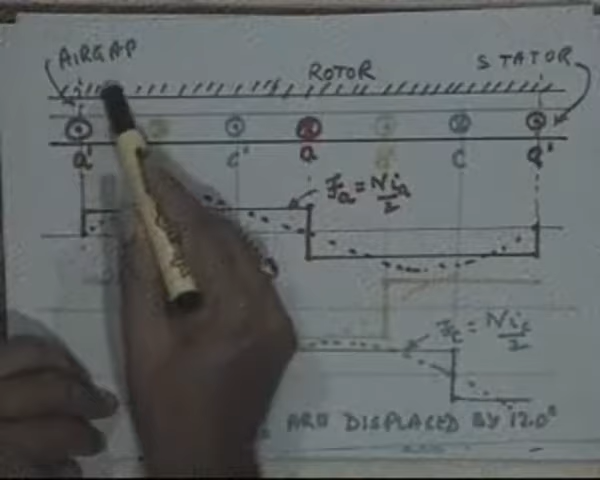 AIRGAP
ROTOR
STATOR
a' c' a c a'
Fa = Nia/2
Fc = Nic/2
ARE DISPLACED BY 120°